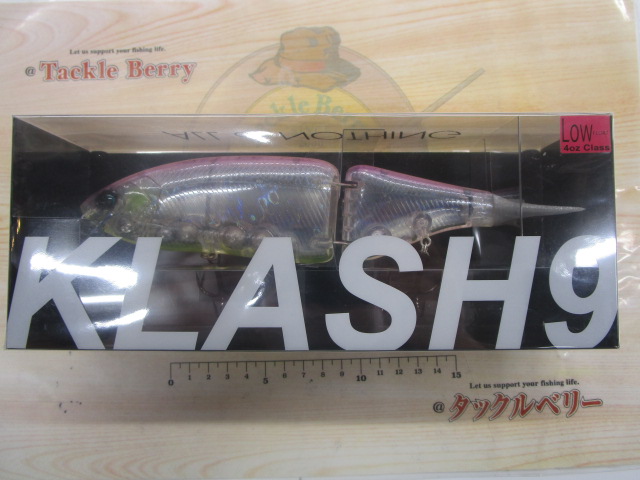 Let us support your fishing life.
@ Tackle Berry
ckle Berr
ALL OR NOTHING
LOW
4oz Class
KLASH9
0 1 2 3 4 5 6 7 8 9 10 11 12 13 14 15
Let us support your fishing life.
@ タックルベリー